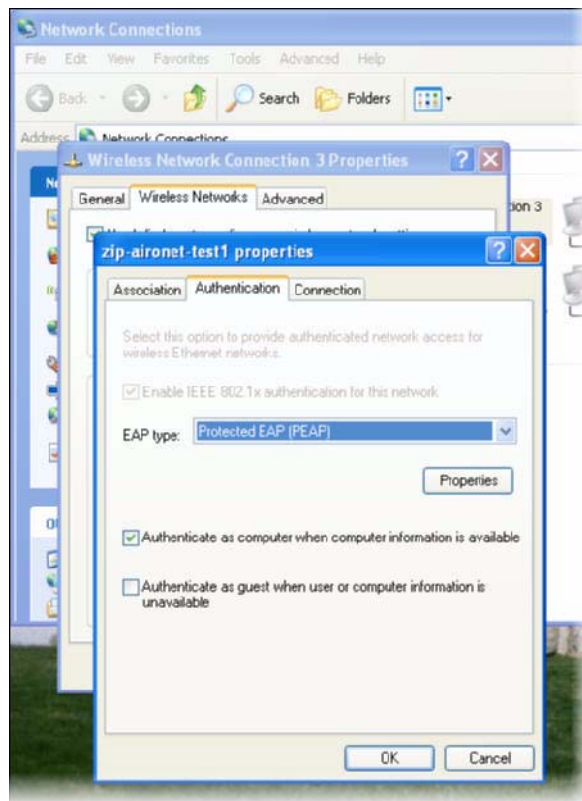 Network Connections
File Edit View Favorites Tools Advanced Help
Back Search Folders
Address Network Connections
Wireless Network Connection 3 Properties
General Wireless Networks Advanced
tion 3
zip-aironet-test1 properties
Association Authentication Connection
Select this option to provide authenticated network access for
wireless Ethernet networks.
Enable IEEE 802.1x authentication for this network
EAP type: Protected EAP (PEAP)
Properties
Authenticate as computer when computer information is available
Authenticate as guest when user or computer information is
unavailable
OK Cancel